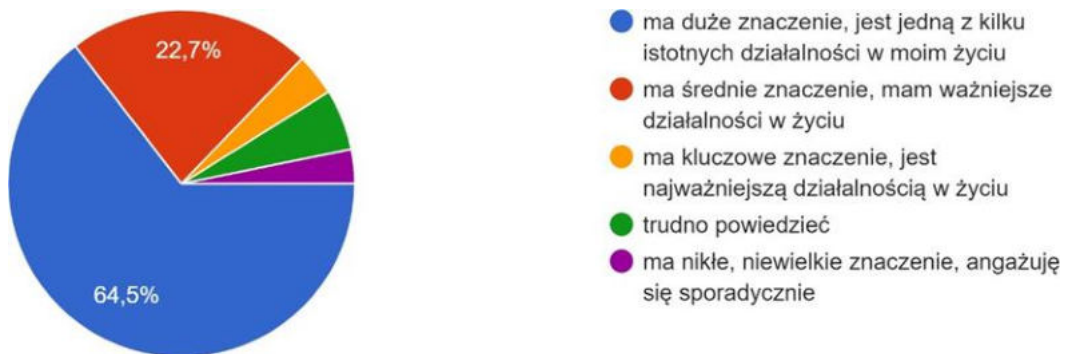 22,7%
64,5%
ma duże znaczenie, jest jedną z kilku
istotnych działalności w moim życiu
ma średnie znaczenie, mam ważniejsze
działalności w życiu
ma kluczowe znaczenie, jest
najważniejszą działalnością w życiu
trudno powiedzieć
ma nikłe, niewielkie znaczenie, angażuję
się sporadycznie